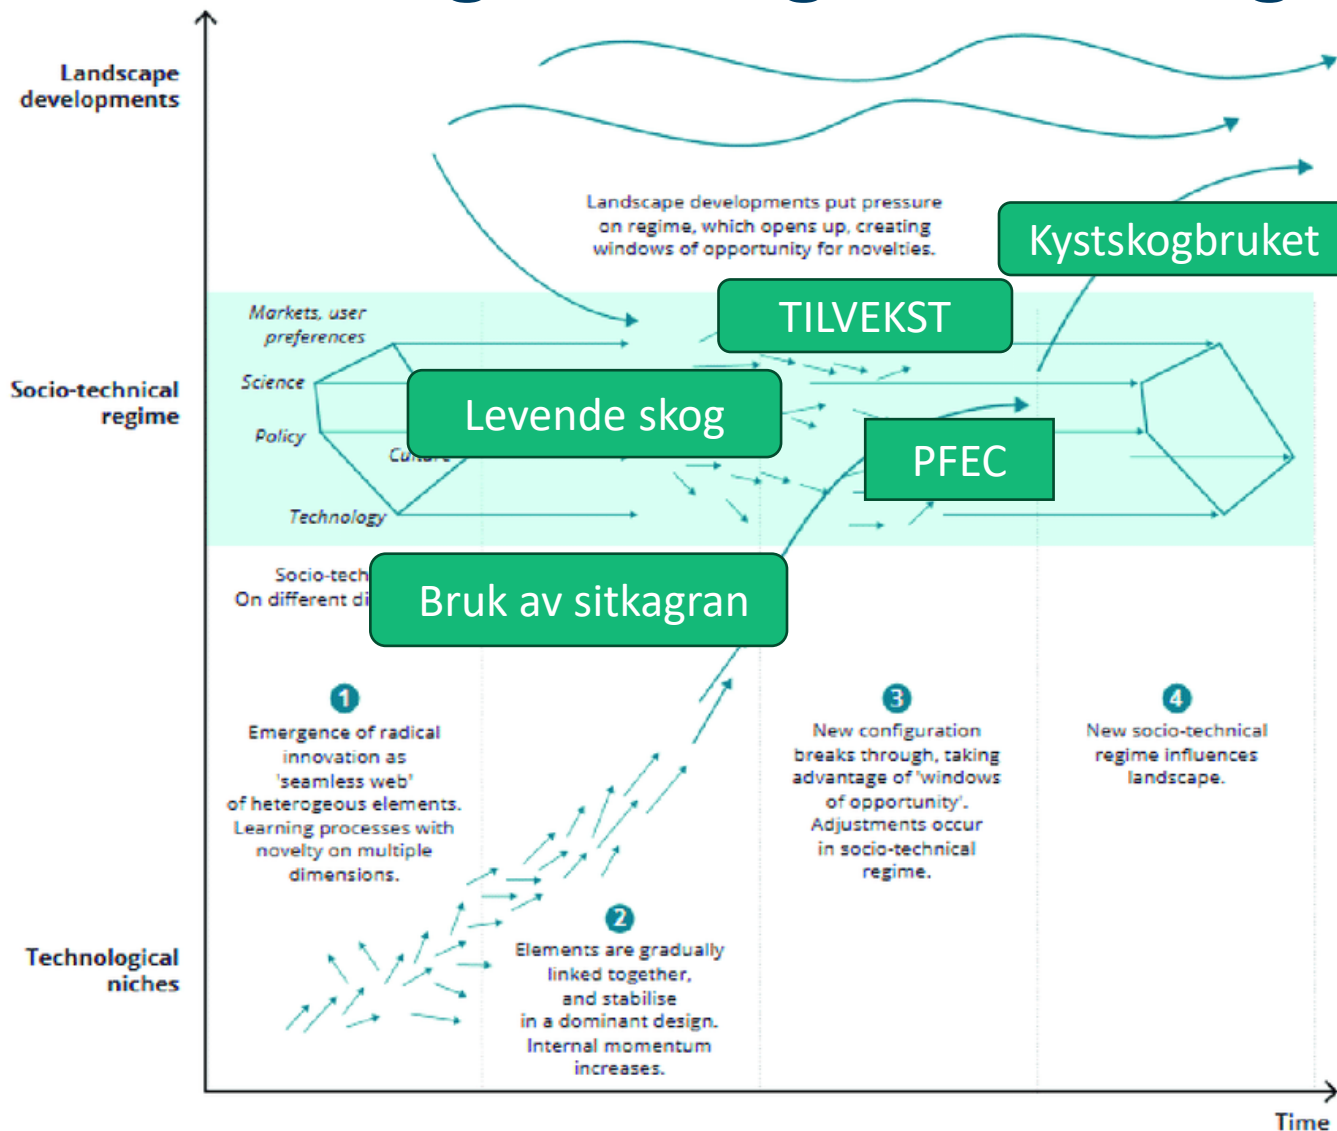 Landscape
developments
Landscape developments put pressure
on regime, which opens up, creating
windows of opportunity for novelties.
Kystskogbruket
TILVEKST
Markets, user
preferences
Science
Socio-technical
regime
Levende skog
Policy
PFEC
Technology
Socio-tech
On different di
Bruk av sitkagran
1
Emergence of radical
innovation as
'seamless web'
of heterogeous elements.
Learning processes with
novelty on multiple
dimensions.
3
New configuration
breaks through, taking
advantage of 'windows
of opportunity'.
Adjustments occur
in socio-technical
regime.
4
New socio-technical
regime influences
landscape.
2
Elements are gradually
linked together,
and stabilise
in a dominant design.
Internal momentum
increases.
Technological
niches
Time